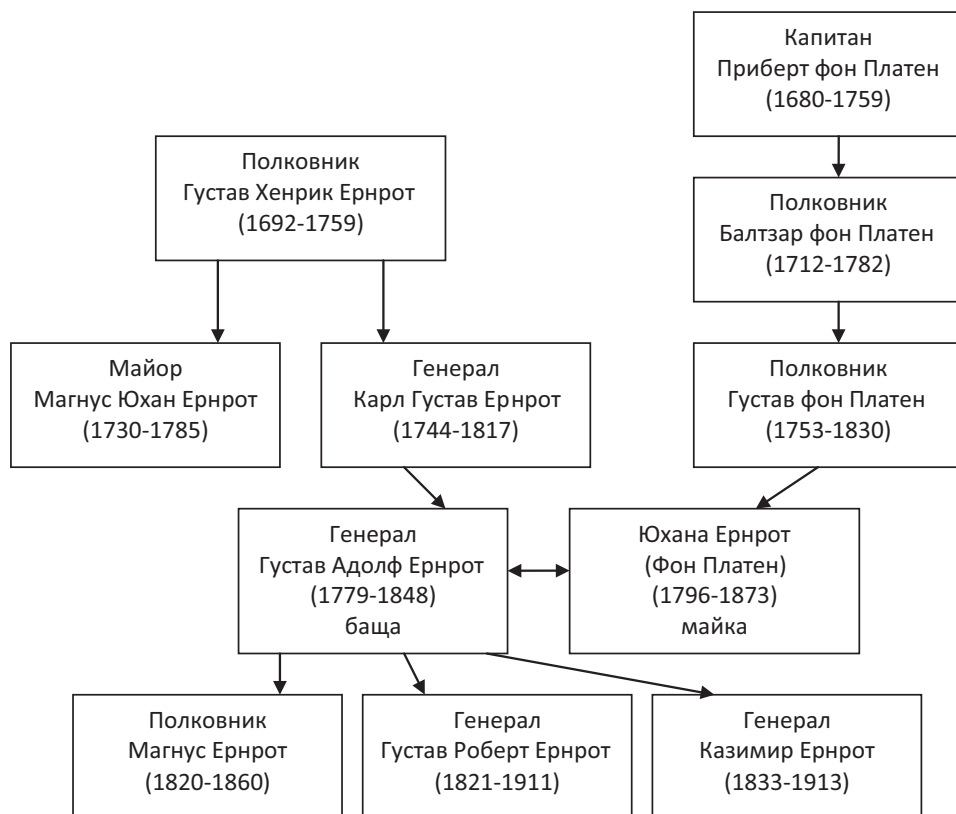 Капитан
Приберт фон Платен
(1680-1759)
Полковник
Густав Хенрик Ернрот
(1692-1759)
Полковник
Балтзар фон Платен
(1712-1782)
Майор
Магнус Юхан Ернрот
(1730-1785)
Генерал
Карл Густав Ернрот
(1744-1817)
Полковник
Густав фон Платен
(1753-1830)
Генерал
Густав Адолф Ернрот
(1779-1848)
баща
Юхана Ернрот
(Фон Платен)
(1796-1873)
майка
Полковник
Магнус Ернрот
(1820-1860)
Генерал
Густав Роберт Ернрот
(1821-1911)
Генерал
Казимир Ернрот
(1833-1913)